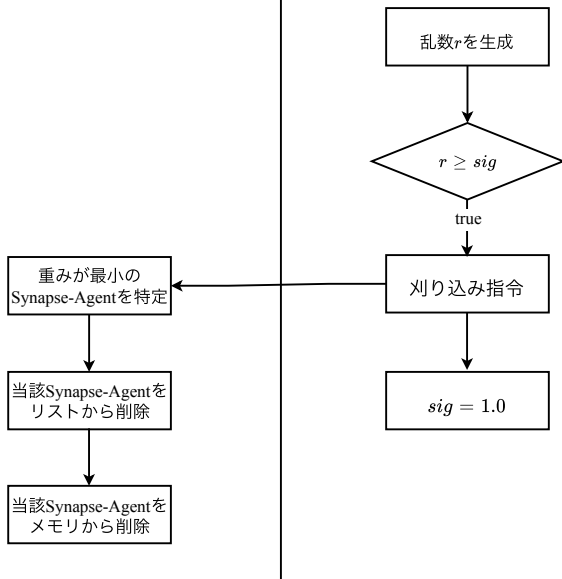 乱数rを生成
r ≥ sig
true
刈り込み指令
sig = 1.0
重みが最小の
Synapse-Agentを特定
当該Synapse-Agentを
リストから削除
当該Synapse-Agentを
メモリから削除